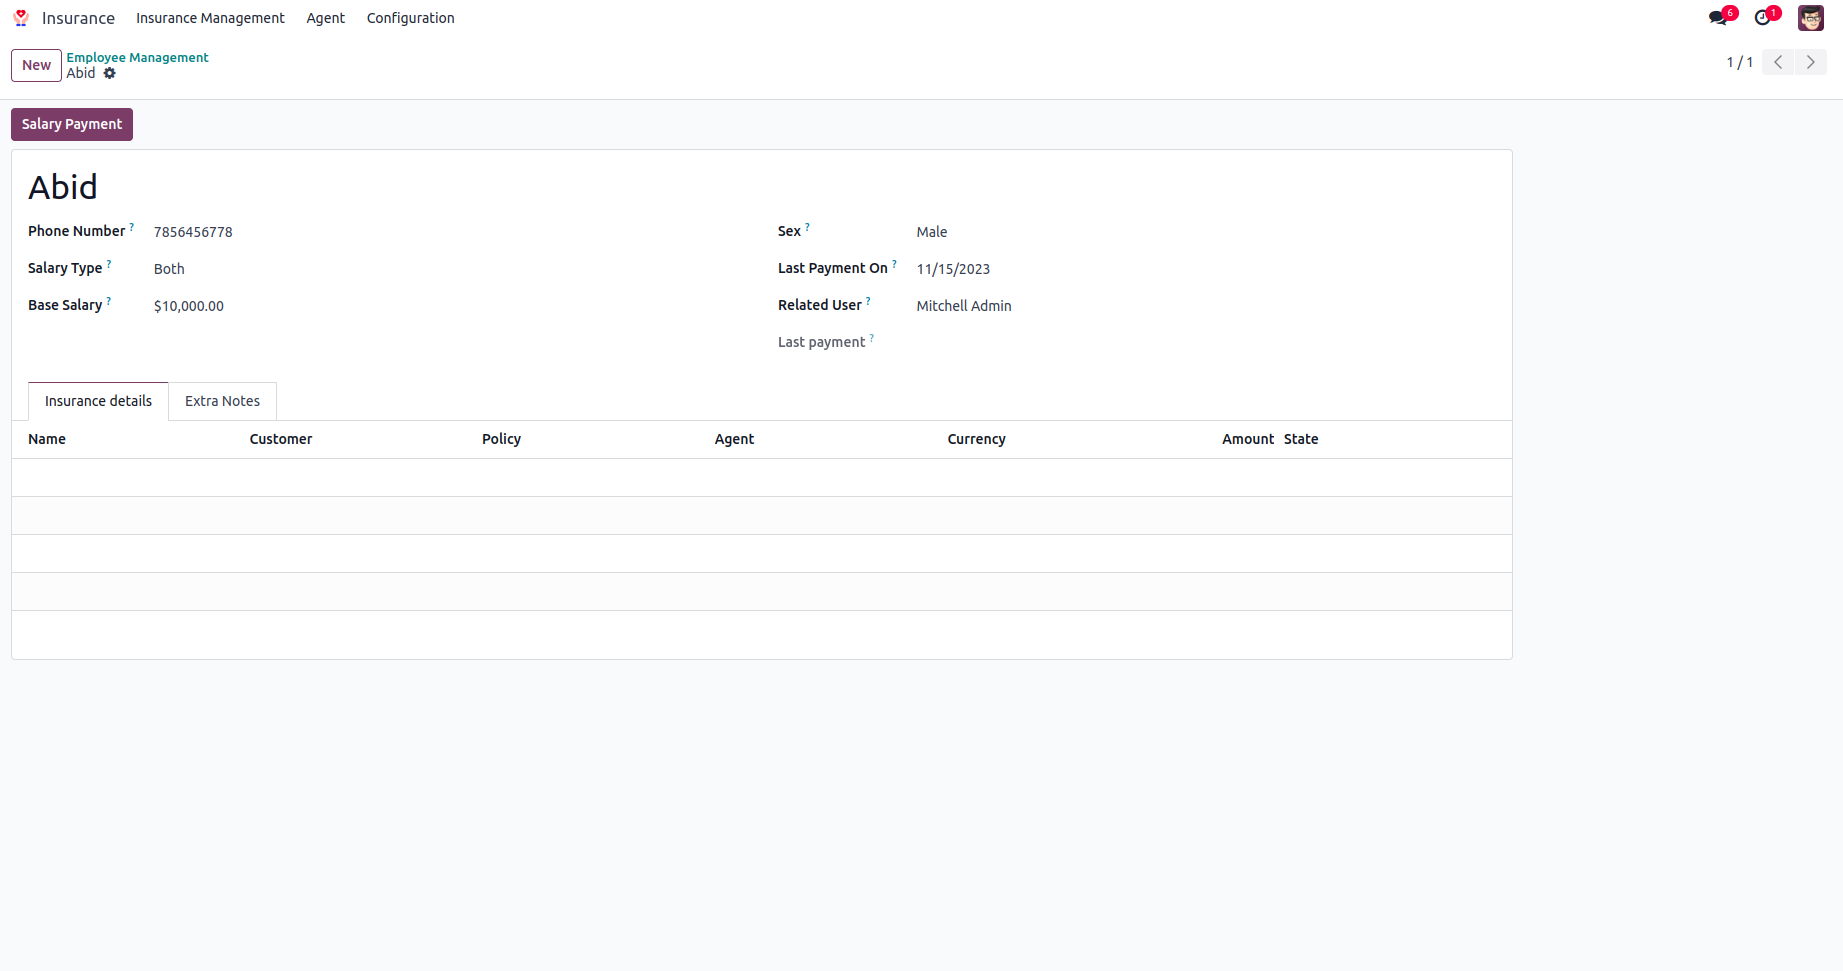 Insurance Insurance Management Agent Configuration 6 1
New Employee Management
Abid 1 / 1
Salary Payment
Abid
Phone Number ? 7856456778 Sex ? Male
Salary Type ? Both Last Payment On ? 11/15/2023
Base Salary ? $10,000.00 Related User ? Mitchell Admin
Last payment ?
Insurance details Extra Notes
Name Customer Policy Agent Currency Amount State